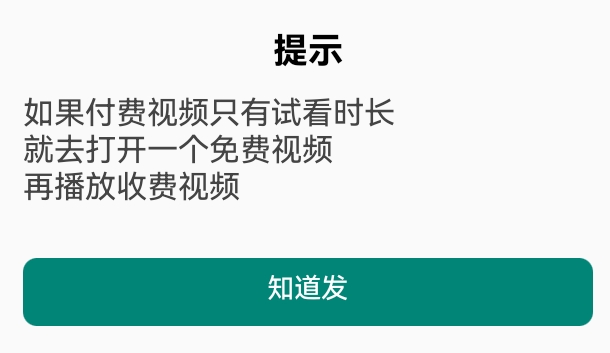 提示
如果付费视频只有试看时长
就去打开一个免费视频
再播放收费视频
知道发